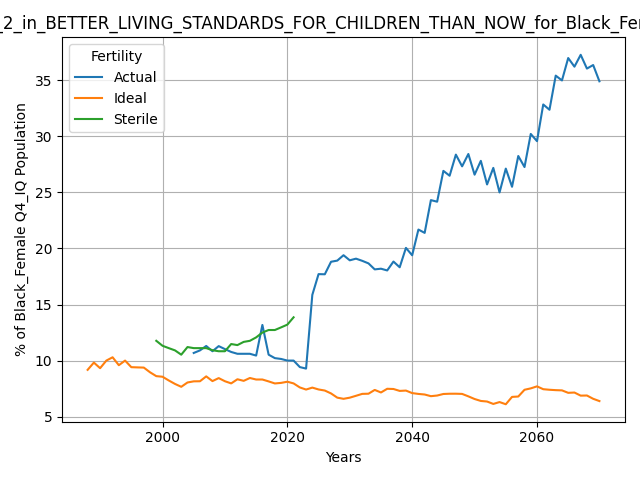 _2_in_BETTER_LIVING_STANDARDS_FOR_CHILDREN_THAN_NOW_for_Black_Fem
Fertility
Actual
Ideal
Sterile
% of Black_Female Q4_IQ Population
35
30
25
20
15
10
5
2000 2020 2040 2060
Years